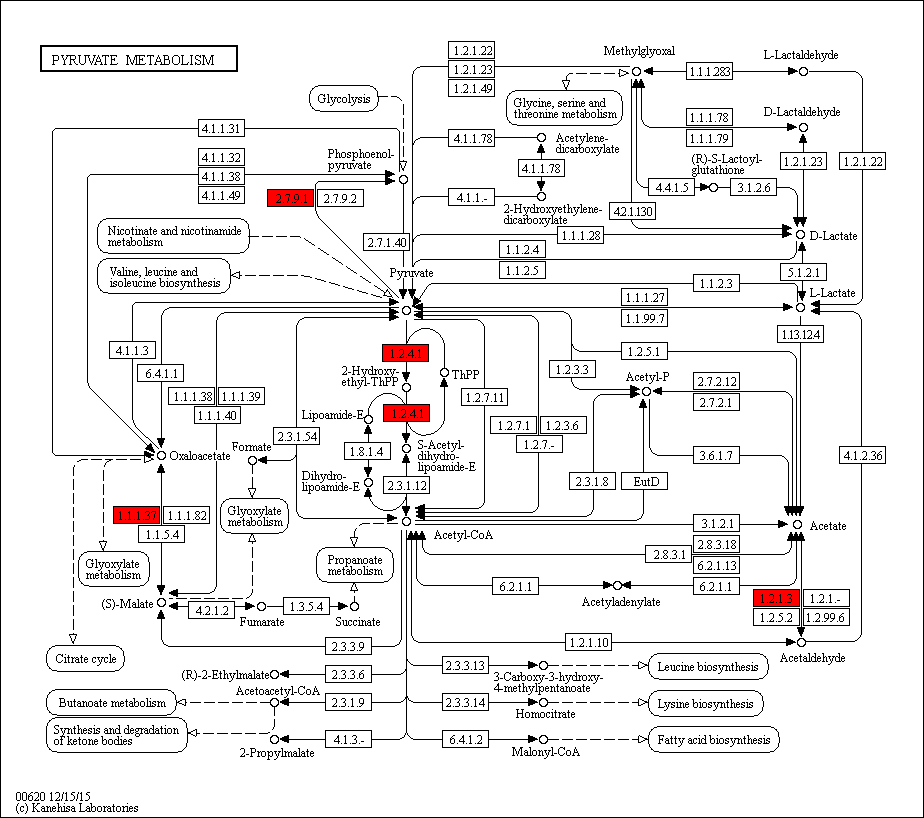 PYRUVATE METABOLISM
1.2.1.22
1.2.1.23
1.2.1.49
Methylglyoxal
1.1.1.283
L-Lactaldehyde
Glycolysis
Glycine, serine and
threonine metabolism
4.1.1.31
1.1.1.78
1.1.1.79
D-Lactaldehyde
4.1.1.78
Acetylene-
dicarboxylate
4.1.1.32
4.1.1.38
4.1.1.49
Phosphoenol-
pyruvate
4.1.1.78
(R)-S-Lactoyl-
glutathione
1.2.1.23
1.2.1.22
2.7.9.1
2.7.9.2
4.1.1.-
4.4.1.5
3.1.2.6
2-Hydroxyethylene-
dicarboxylate
4.2.1.130
Nicotinate and nicotinamide
metabolism
2.7.1.40
1.1.1.28
D-Lactate
1.1.2.4
1.1.2.5
Valine, leucine and
isoleucine biosynthesis
Pyruvate
5.1.2.1
1.1.2.3
L-Lactate
1.1.1.27
1.1.99.7
1.13.12.4
4.1.1.3
6.4.1.1
1.2.4.1
1.2.5.1
2-Hydroxy-
ethyl-ThPP
ThPP
1.2.3.3
Acetyl-P
2.7.2.12
2.7.2.1
1.1.1.38
1.1.1.39
1.1.1.40
1.2.7.11
Lipoamide-E
1.2.4.1
1.2.7.1
1.2.3.6
1.2.7.-
2.3.1.54
Formate
1.8.1.4
S-Acetyl-
dihydro-
lipoamide-E
Oxaloacetate
3.6.1.7
4.1.2.36
Dihydro-
lipoamide-E
2.3.1.12
2.3.1.8
EutD
1.1.1.37
1.1.1.82
1.1.5.4
Glyoxylate
metabolism
Acetyl-CoA
3.1.2.1
Acetate
Glyoxylate
metabolism
Propanoate
metabolism
2.8.3.1
2.8.3.18
6.2.1.13
6.2.1.1
Acetyladenylate
6.2.1.1
(S)-Malate
4.2.1.2
Fumarate
1.3.5.4
Succinate
1.2.1.3
1.2.1.-
1.2.5.2
1.2.99.6
Citrate cycle
2.3.3.9
1.2.1.10
Acetaldehyde
(R)-2-Ethylmalate
2.3.3.6
2.3.3.13
3-Carboxy-3-hydroxy-
4-methylpentanoate
Leucine biosynthesis
Butanoate metabolism
Acetoacetyl-CoA
2.3.1.9
2.3.3.14
Homocitrate
Lysine biosynthesis
Synthesis and degradation
of ketone bodies
2-Propylmalate
4.1.3.-
6.4.1.2
Malonyl-CoA
Fatty acid biosynthesis
00620 12/15/15
(c) Kanehisa Laboratories